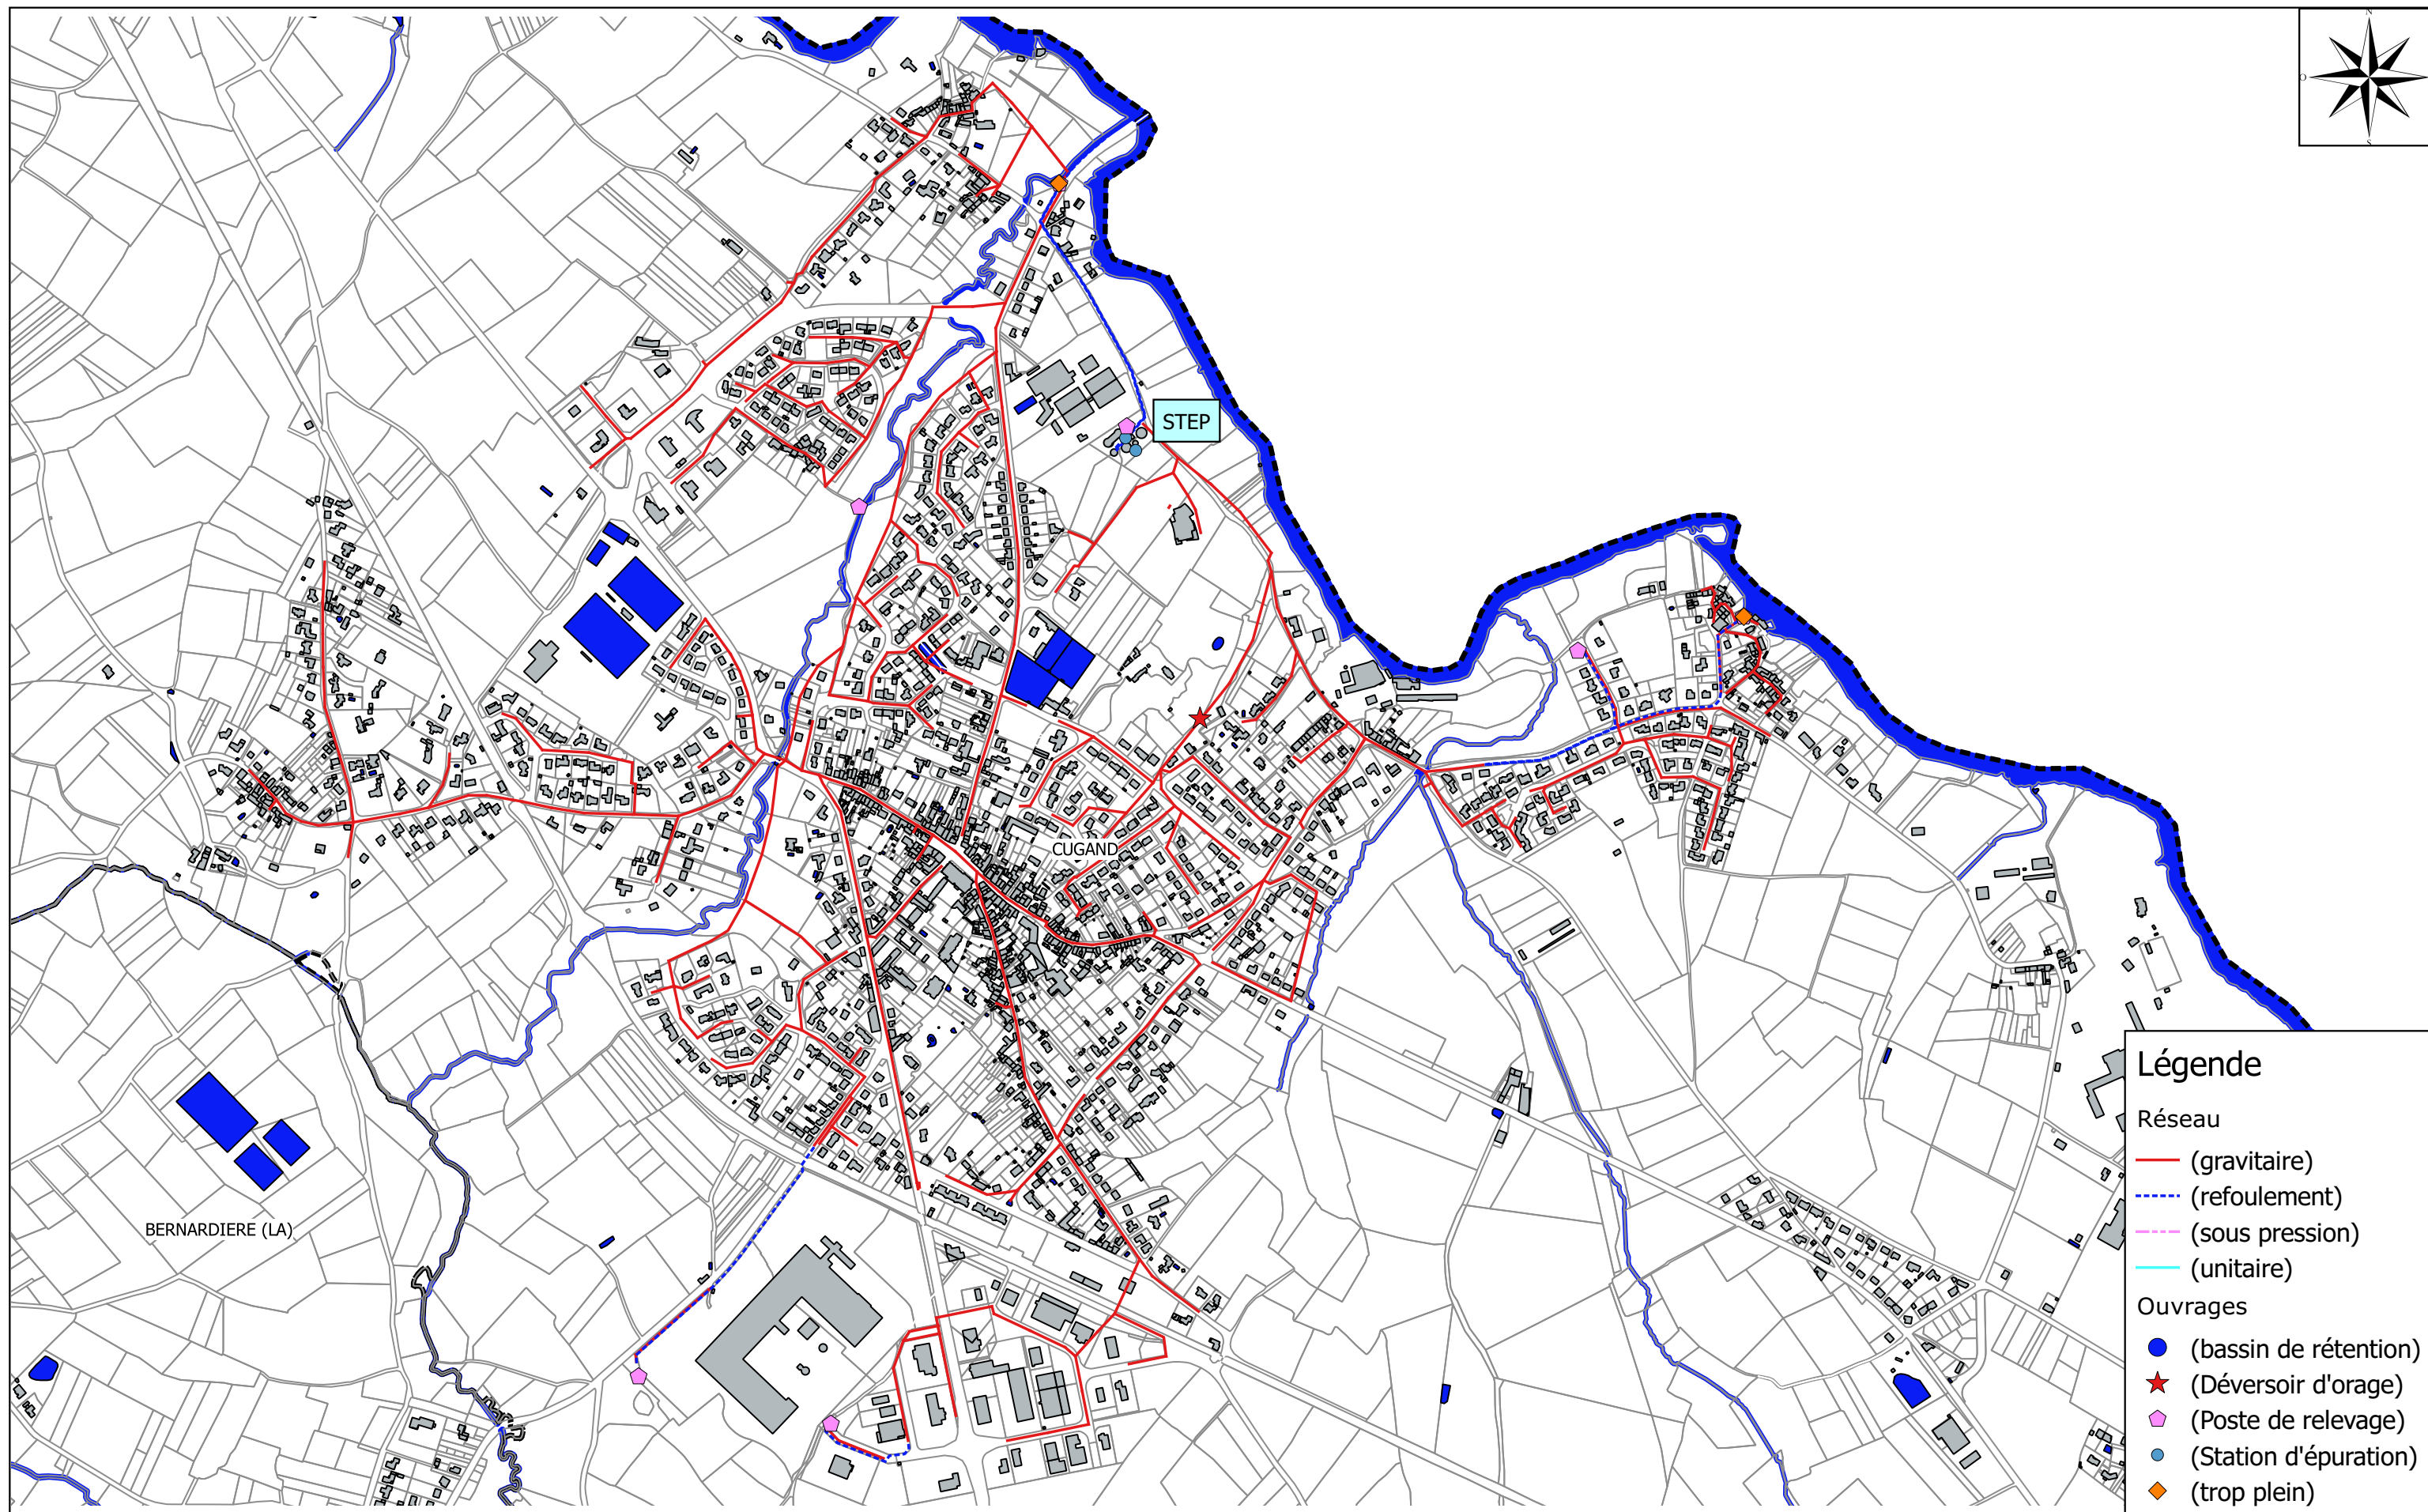 N
O
S
STEP
CUGAND
BERNARDIERE (LA)
Légende
Réseau
(gravitaire)
(refoulement)
(sous pression)
(unitaire)
Ouvrages
(bassin de rétention)
(Déversoir d'orage)
(Poste de relevage)
(Station d'épuration)
(trop plein)